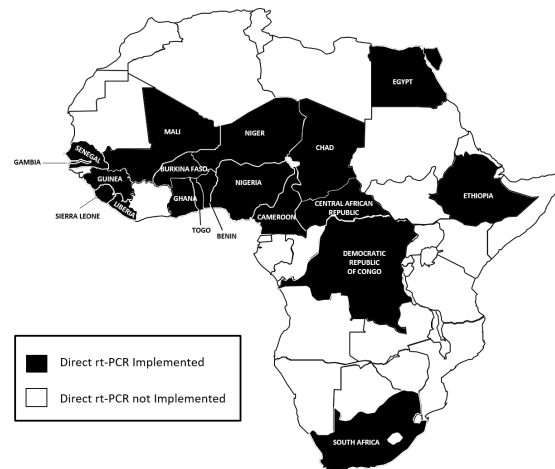 EGYPT
MALI
NIGER
CHAD
SENEGAL
GAMBIA
BURKINA FASO
GUINEA
NIGERIA
ETHIOPIA
GHANA
CENTRAL AFRICAN
REPUBLIC
SIERRA LEONE
LIBERIA
CAMEROON
TOGO
BENIN
DEMOCRATIC
REPUBLIC
OF CONGO
Direct rt-PCR Implemented
Direct rt-PCR not Implemented
SOUTH AFRICA